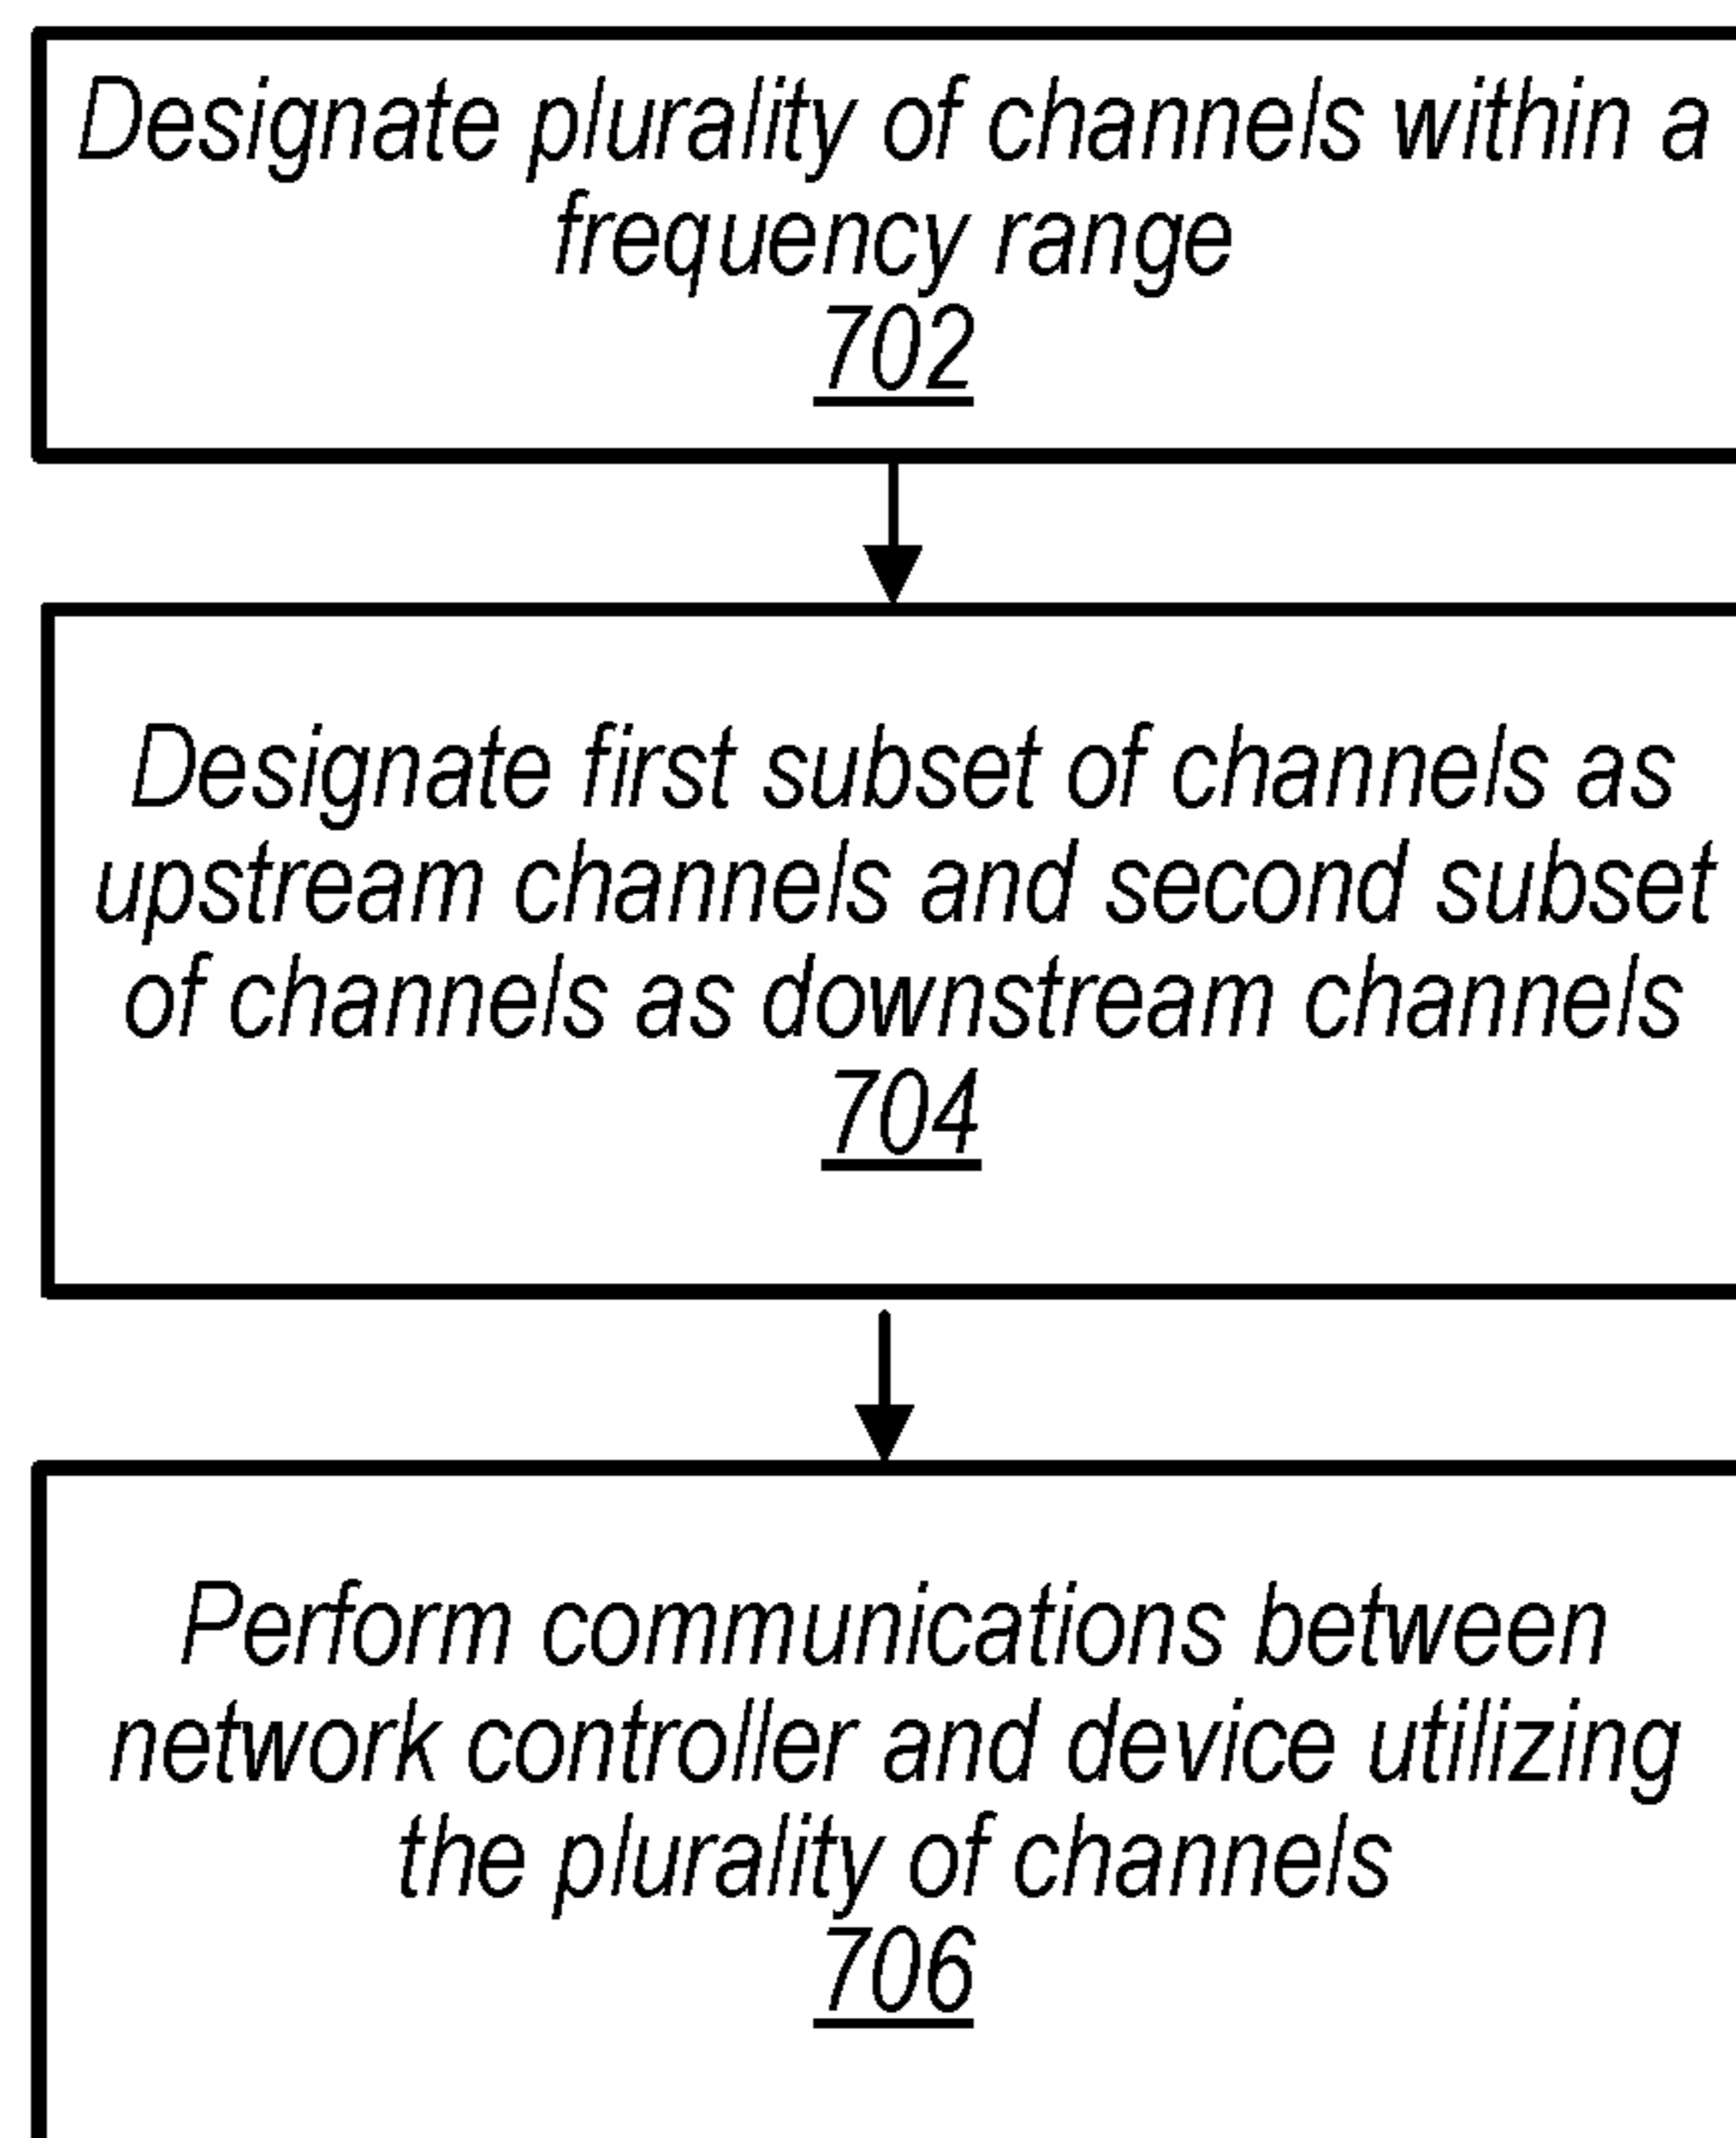 Designate plurality of channels within a
frequency range
702
Designate first subset of channels as
upstream channels and second subset
of channels as downstream channels
704
Perform communications between
network controller and device utilizing
the plurality of channels
706